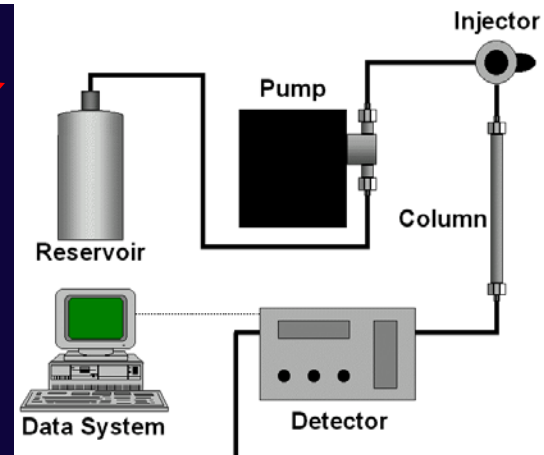 Injector
Pump
Column
Reservoir
Data System
Detector